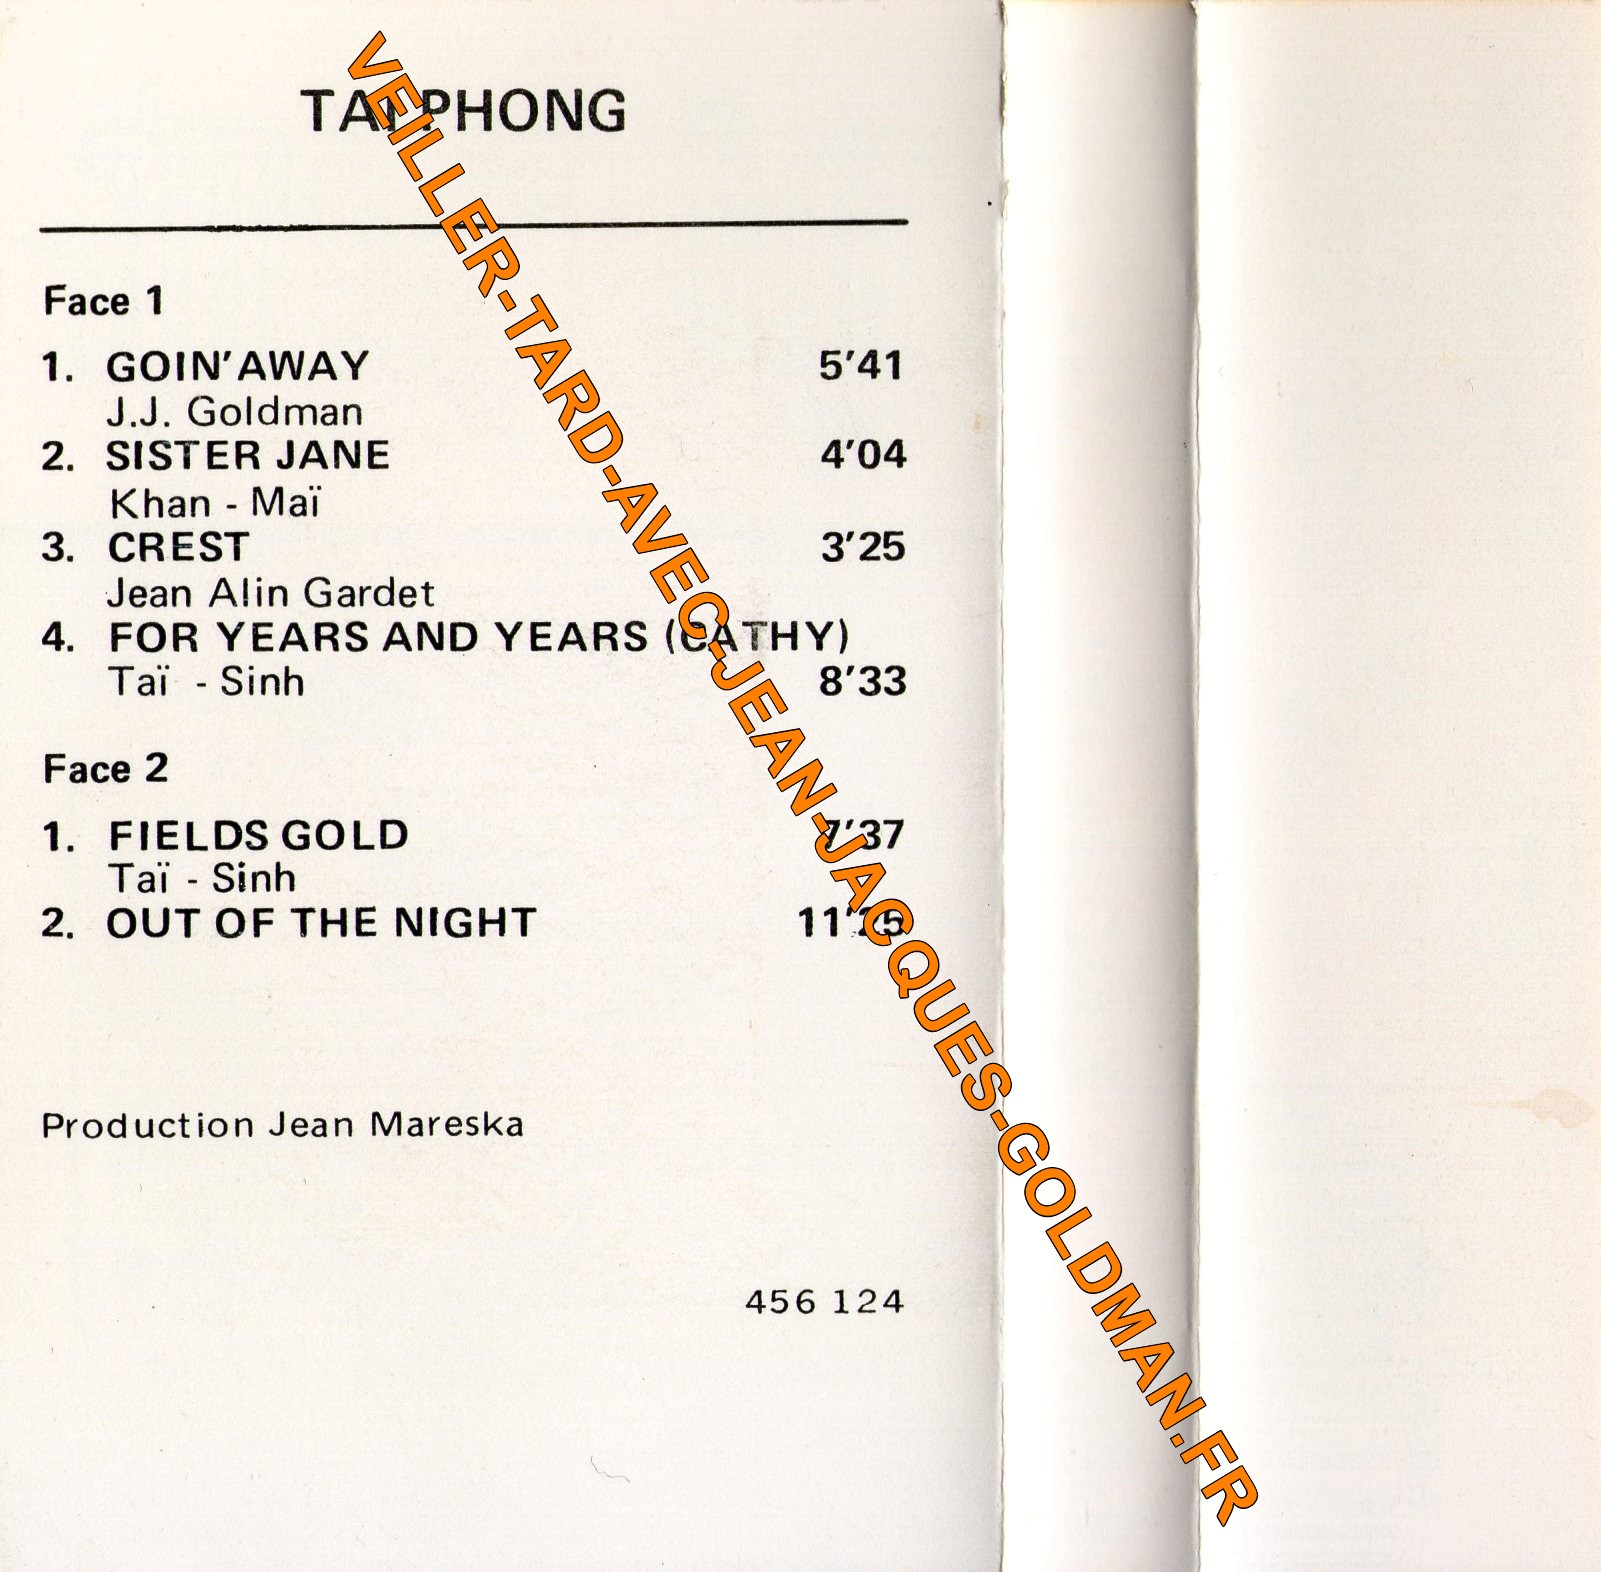 TAI PHONG
Face 1
1. GOIN' AWAY 5'41
J.J. Goldman
2. SISTER JANE 4'04
Khan - Maï
3. CREST 3'25
Jean Alin Gardet
4. FOR YEARS AND YEARS (CATHY)
Taï - Sinh 8'33
Face 2
1. FIELDS GOLD 7'37
Taï - Sinh
2. OUT OF THE NIGHT 11'25
Production Jean Mareska
456 124
VEILLER-TARD-AVEC-JEAN-JACQUES-GOLDMAN.FR